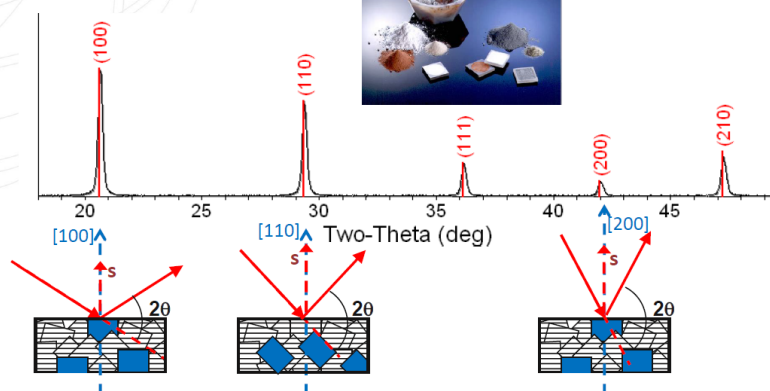 (100)
(110)
(111)
(200)
(210)
20
25
30
35
40
45
Two-Theta (deg)
[100]
[110]
[200]
s
s
s
2θ
2θ
2θ